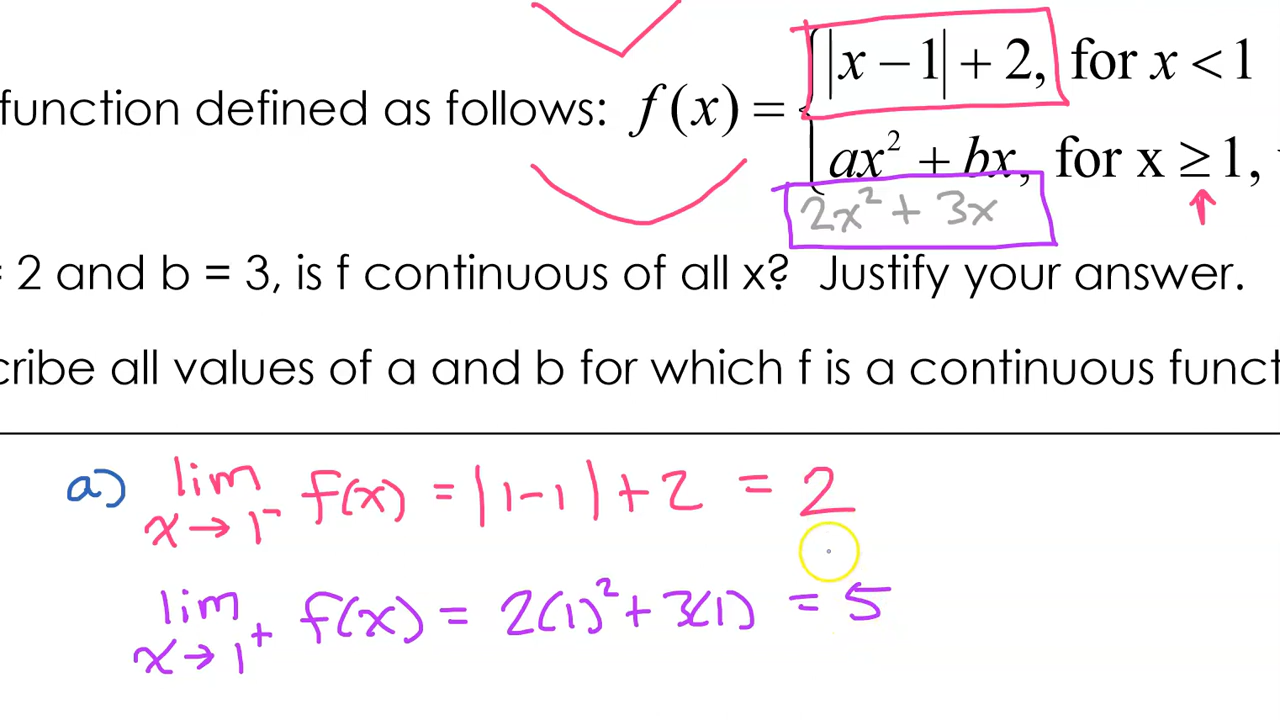 |x − 1| + 2, for x < 1
function defined as follows: f(x) =
ax² + bx, for x ≥ 1,
2x² + 3x
= 2 and b = 3, is f continuous of all x? Justify your answer.
cribe all values of a and b for which f is a continuous funct
a) lim x→1⁻ f(x) = |1-1| + 2 = 2
lim x→1⁺ f(x) = 2(1)² + 3(1) = 5